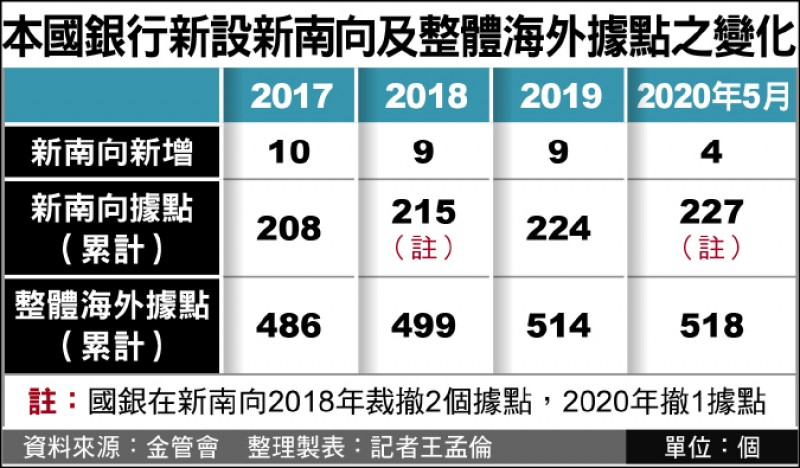 本國銀行新設新南向及整體海外據點之變化
2017 2018 2019 2020年5月
新南向新增 10 9 9 4
新南向據點
（累計） 208 215
（註） 224 227
（註）
整體海外據點
（累計） 486 499 514 518
註：國銀在新南向2018年裁撤2個據點，2020年撤1據點
資料來源：金管會 整理製表：記者王孟倫 單位：個